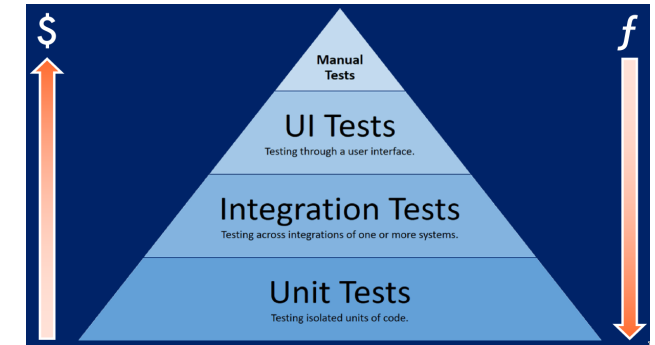 $
ƒ
Manual
Tests
UI Tests
Testing through a user interface.
Integration Tests
Testing across integrations of one or more systems.
Unit Tests
Testing isolated units of code.